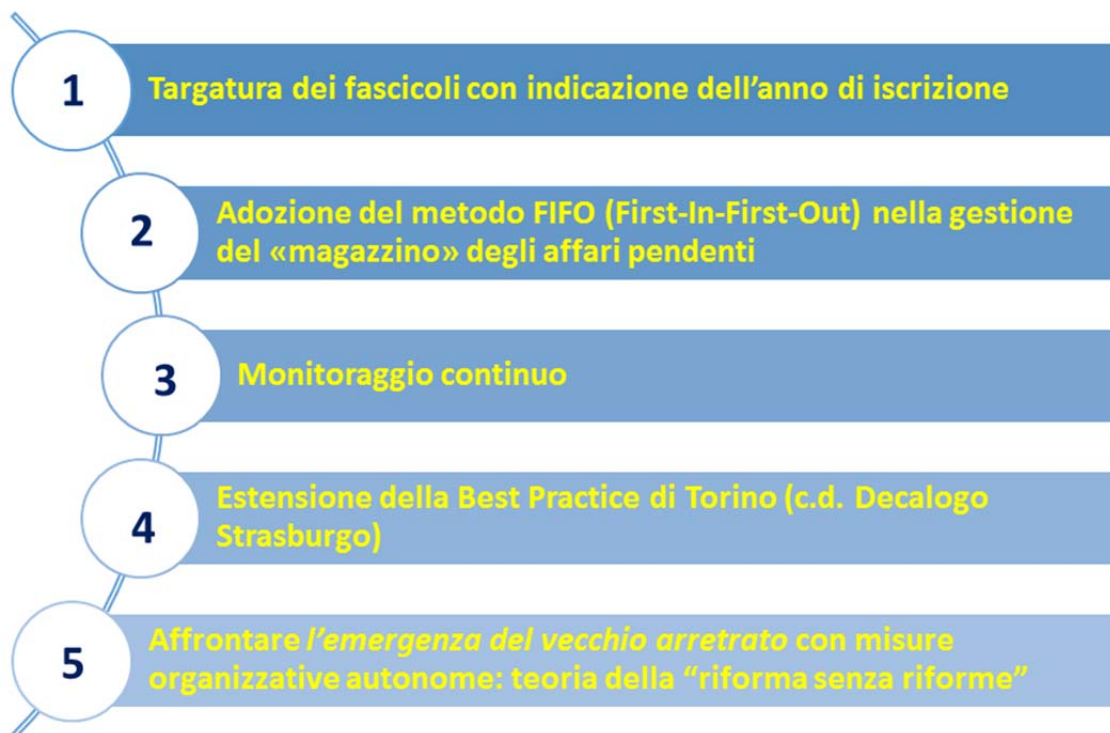 1
Targatura dei fascicoli con indicazione dell’anno di iscrizione
2
Adozione del metodo FIFO (First-In-First-Out) nella gestione
del «magazzino» degli affari pendenti
3
Monitoraggio continuo
4
Estensione della Best Practice di Torino (c.d. Decalogo
Strasburgo)
5
Affrontare l’emergenza del vecchio arretrato con misure
organizzative autonome: teoria della “riforma senza riforme”